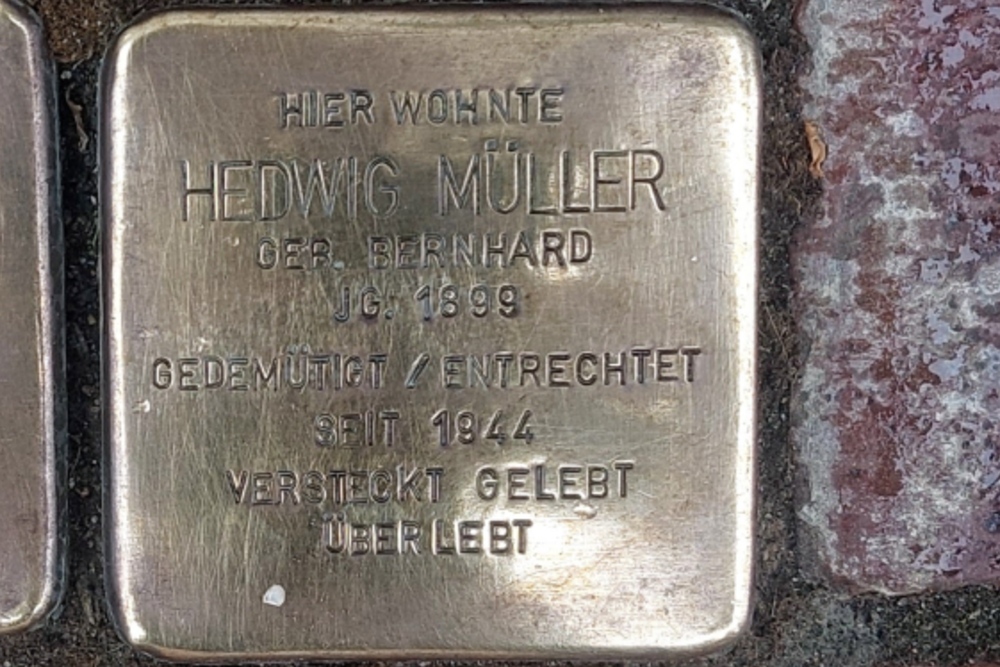 HIER WOHNTE
HEDWIG MÜLLER
GEB. BERNHARD
JG. 1899
GEDEMÜTIGT / ENTRECHTET
SEIT 1944
VERSTECKT GELEBT
ÜBERLEBT